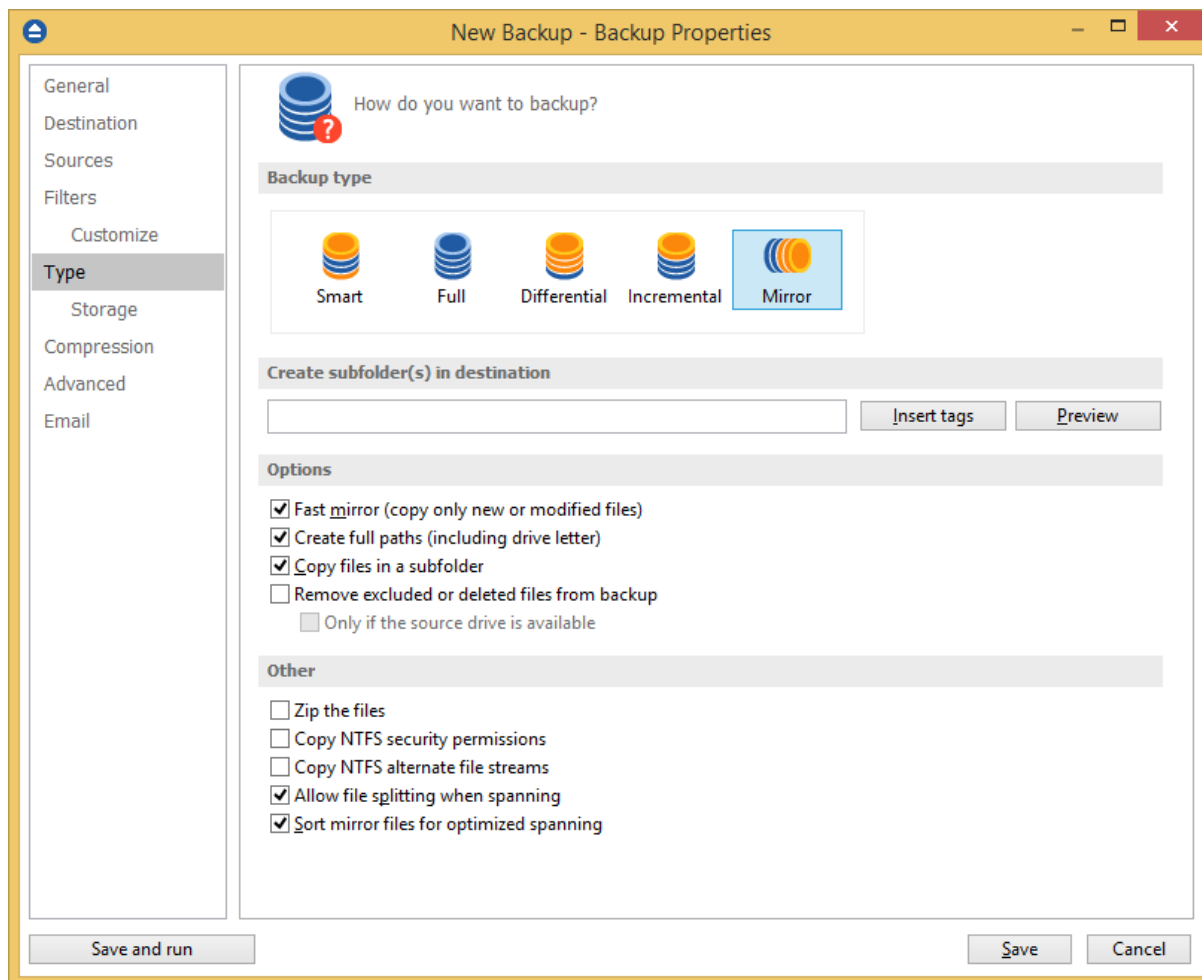 New Backup - Backup Properties
General
Destination
Sources
Filters
Customize
Type
Storage
Compression
Advanced
Email
How do you want to backup?
Backup type
Smart Full Differential Incremental Mirror
Create subfolder(s) in destination
Insert tags Preview
Options
Fast mirror (copy only new or modified files)
Create full paths (including drive letter)
Copy files in a subfolder
Remove excluded or deleted files from backup
Only if the source drive is available
Other
Zip the files
Copy NTFS security permissions
Copy NTFS alternate file streams
Allow file splitting when spanning
Sort mirror files for optimized spanning
Save and run Save Cancel